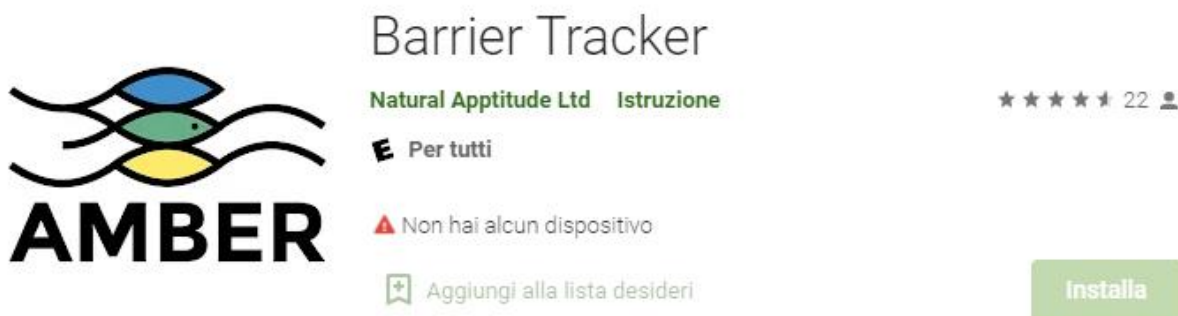 Barrier Tracker
Natural Apptitude Ltd Istruzione
22
E Per tutti
AMBER
Non hai alcun dispositivo
Aggiungi alla lista desideri
Installa